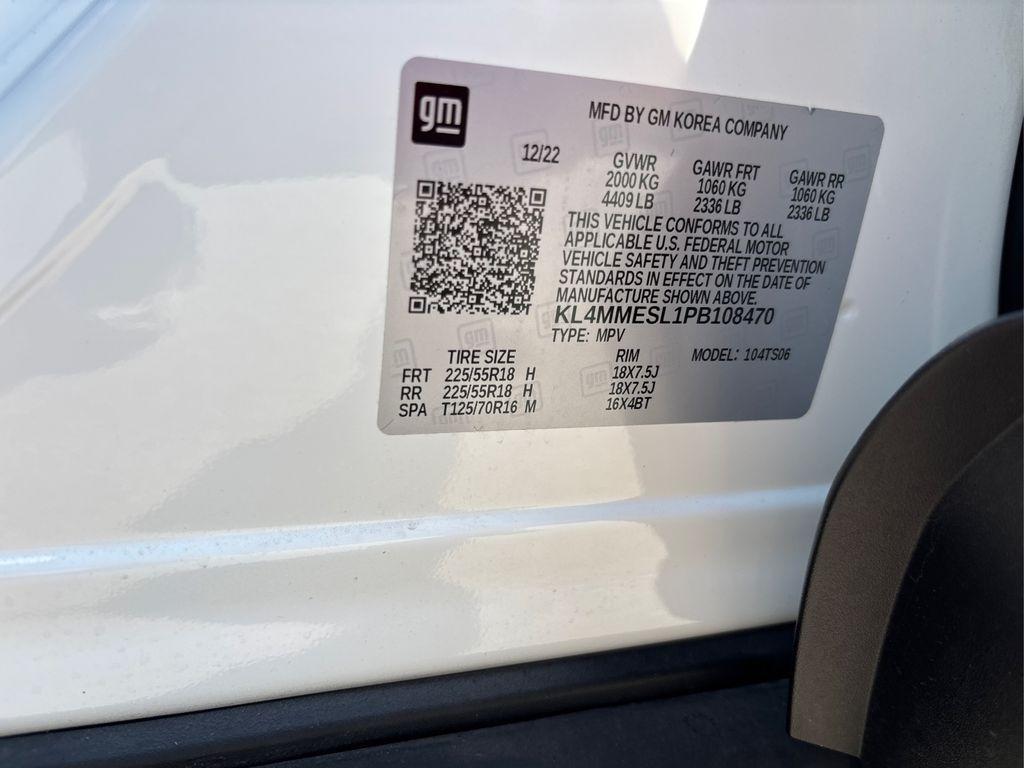 gm
MFD BY GM KOREA COMPANY
12/22
GVWR GAWR FRT GAWR RR
2000 KG 1060 KG 1060 KG
4409 LB 2336 LB 2336 LB
THIS VEHICLE CONFORMS TO ALL
APPLICABLE U.S. FEDERAL MOTOR
VEHICLE SAFETY AND THEFT PREVENTION
STANDARDS IN EFFECT ON THE DATE OF
MANUFACTURE SHOWN ABOVE.
KL4MMESL1PB108470
TYPE: MPV
TIRE SIZE RIM MODEL: 104TS06
FRT 225/55R18 H 18X7.5J
RR 225/55R18 H 18X7.5J
SPA T125/70R16 M 16X4BT